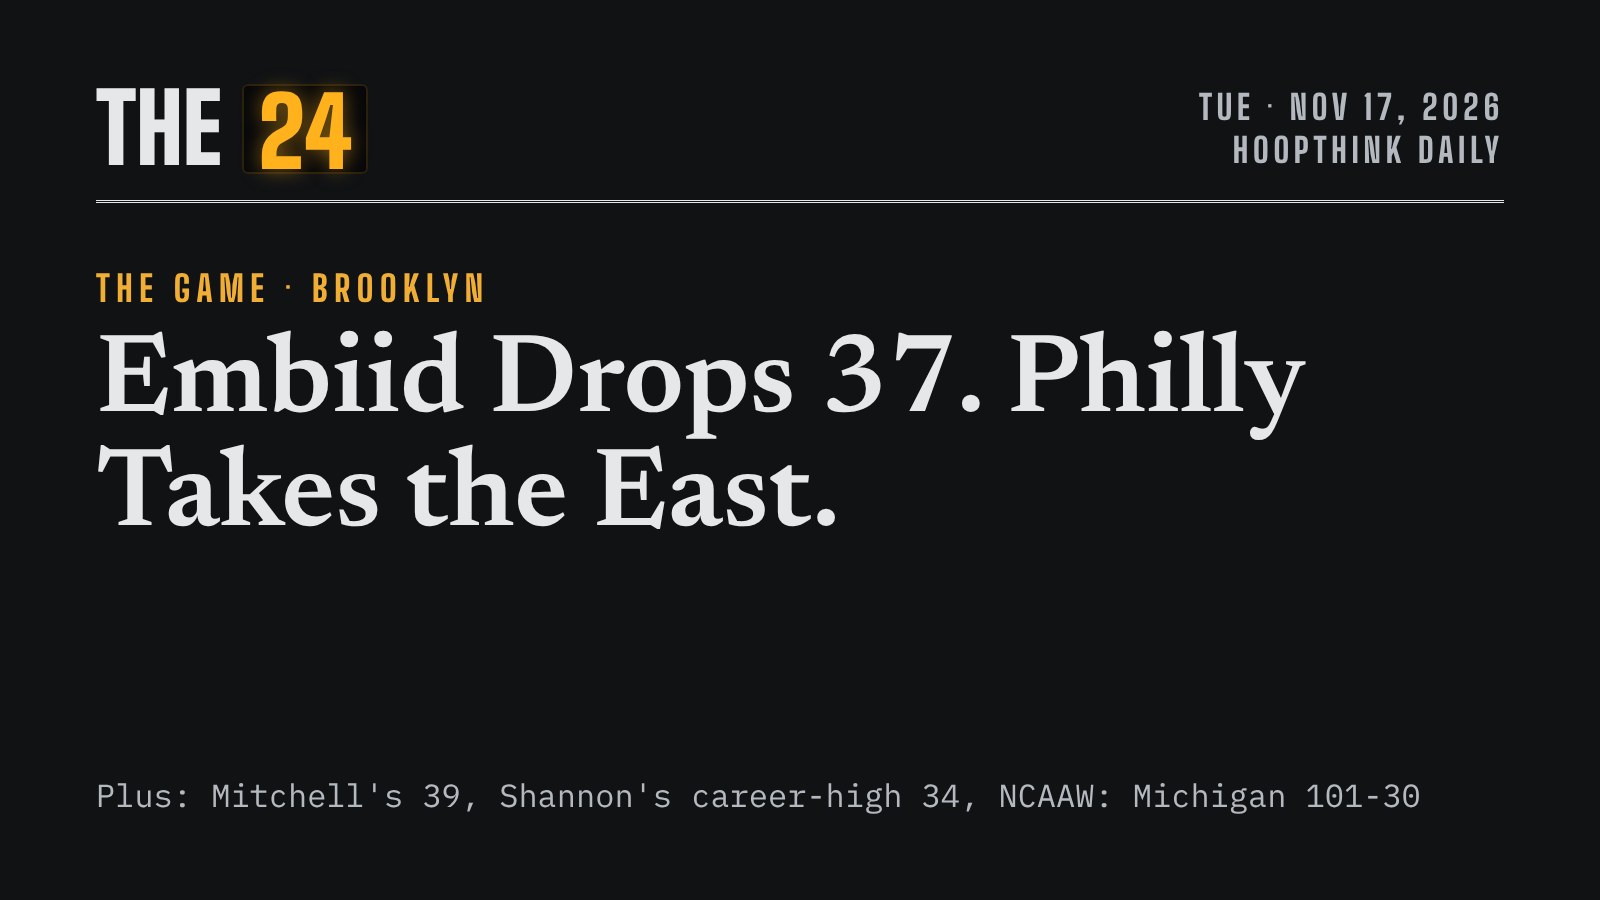 THE 24
TUE · NOV 17, 2026
HOOPTHINK DAILY
THE GAME · BROOKLYN
Embiid Drops 37. Philly
Takes the East.
Plus: Mitchell's 39, Shannon's career-high 34, NCAAW: Michigan 101-30